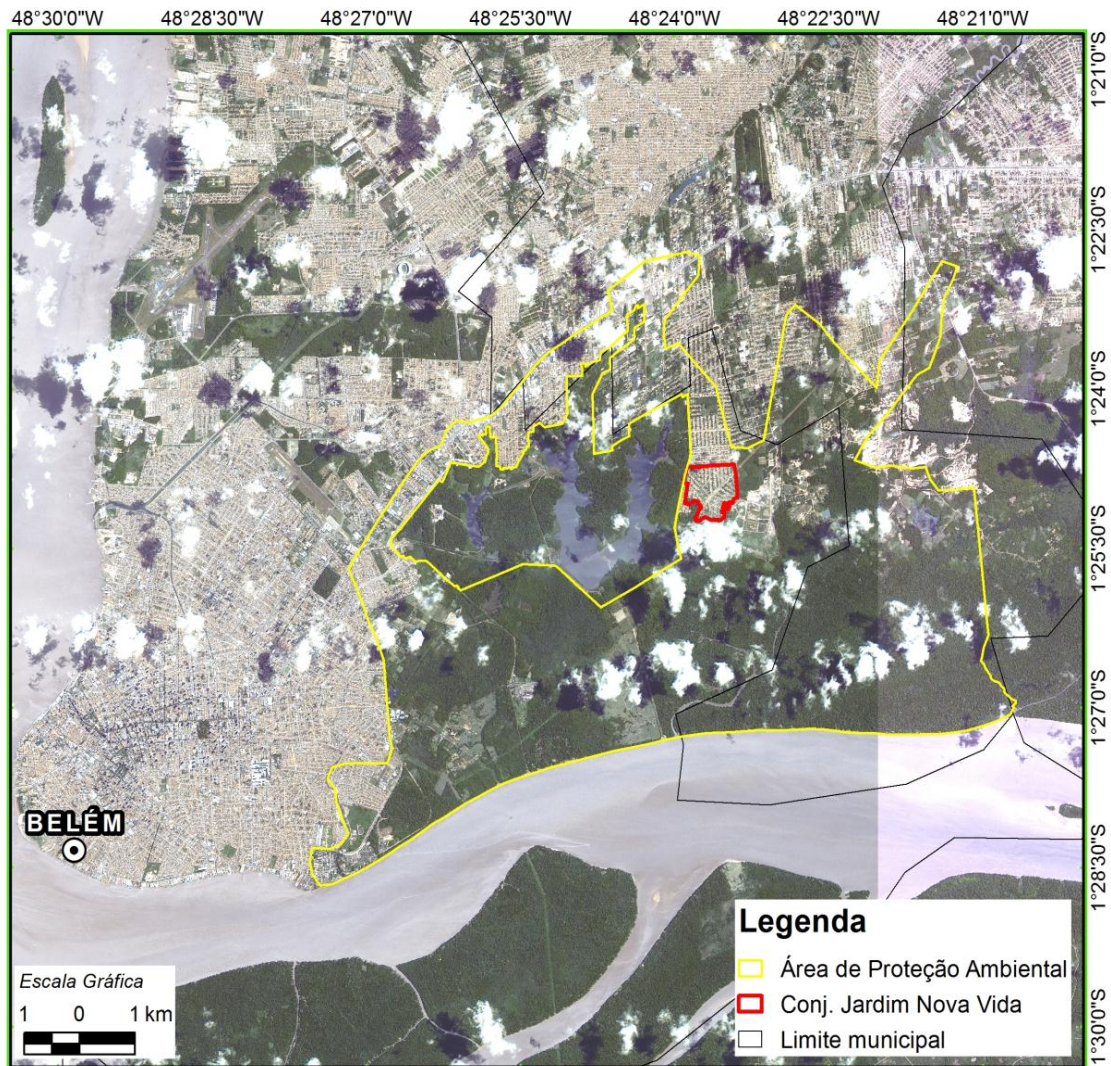 48°30'0"W 48°28'30"W 48°27'0"W 48°25'30"W 48°24'0"W 48°22'30"W 48°21'0"W
1°21'0"S
1°22'30"S
1°24'0"S
1°25'30"S
1°27'0"S
1°28'30"S
1°30'0"S
BELÉM
Legenda
Área de Proteção Ambiental
Conj. Jardim Nova Vida
Limite municipal
Escala Gráfica
1 0 1 km